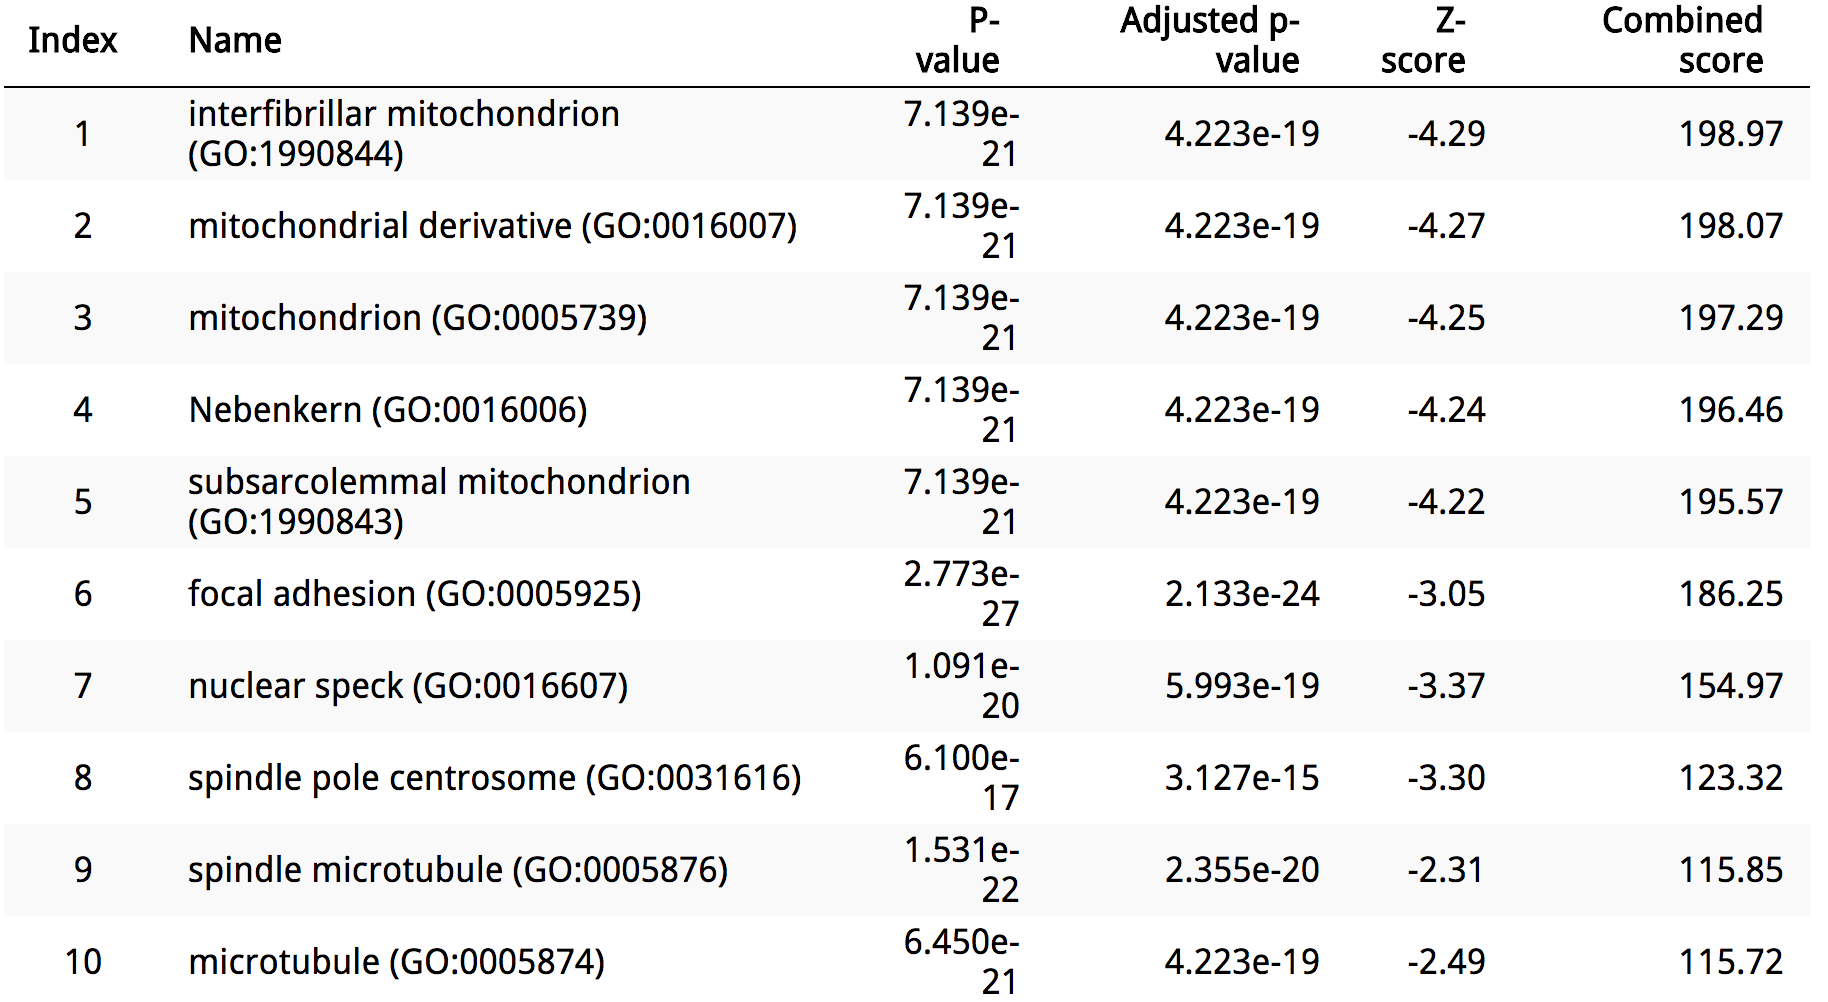 Index Name P- Adjusted p- Z- Combined
value value score score
1 interfibrillar mitochondrion 7.139e- 4.223e-19 -4.29 198.97
(GO:1990844) 21
2 mitochondrial derivative (GO:0016007) 7.139e- 4.223e-19 -4.27 198.07
21
3 mitochondrion (GO:0005739) 7.139e- 4.223e-19 -4.25 197.29
21
4 Nebenkern (GO:0016006) 7.139e- 4.223e-19 -4.24 196.46
21
5 subsarcolemmal mitochondrion 7.139e- 4.223e-19 -4.22 195.57
(GO:1990843) 21
6 focal adhesion (GO:0005925) 2.773e- 2.133e-24 -3.05 186.25
27
7 nuclear speck (GO:0016607) 1.091e- 5.993e-19 -3.37 154.97
20
8 spindle pole centrosome (GO:0031616) 6.100e- 3.127e-15 -3.30 123.32
17
9 spindle microtubule (GO:0005876) 1.531e- 2.355e-20 -2.31 115.85
22
10 microtubule (GO:0005874) 6.450e- 4.223e-19 -2.49 115.72
21